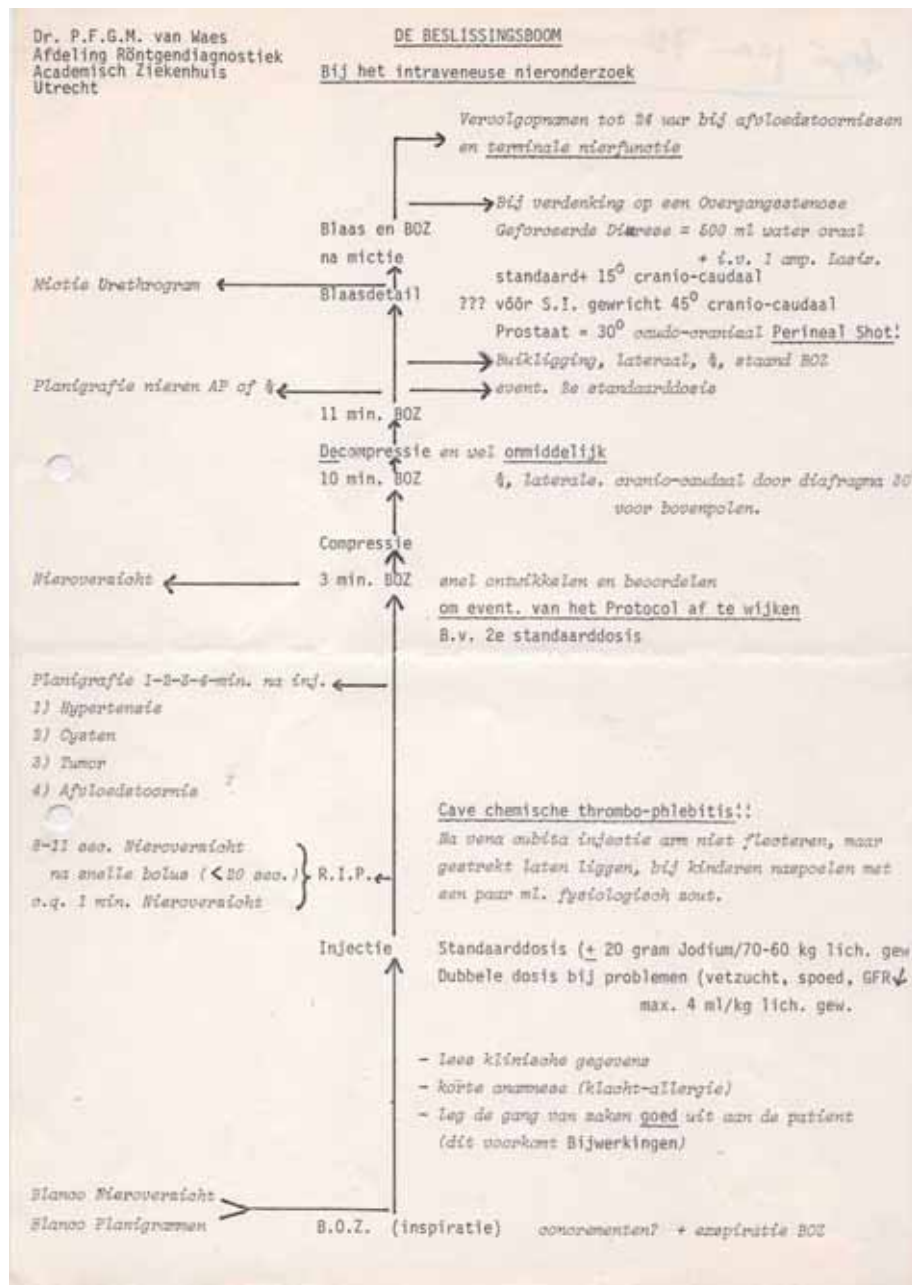 Dr. P.F.G.M. van Waes
Afdeling Röntgendiagnostiek
Academisch Ziekenhuis
Utrecht
DE BESLISSINGSBOOM
Bij het intraveneuse nieronderzoek
Vervolgopnamen tot 24 uur bij afvloedstoornissen
en terminale nierfunctie
Bij verdenking op een Overgangsstenose
Geforceerde Diurese = 500 ml water oraal
+ i.v. 1 amp. Lasix.
Blaas en BOZ
na mictie
Mictie Urethrogram
Blaasdetail
standaard+ 15⁰ cranio-caudaal
??? vóór S.I. gewricht 45⁰ cranio-caudaal
Prostaat = 30⁰ caudo-craniaal Perineal Shot!
Buikligging, lateraal, ¾, staand BOZ
Planigrafie nieren AP of ¾
event. 2e standaarddosis
11 min. BOZ
Decompressie en wel onmiddelijk
10 min. BOZ
¾, laterale. cranio-caudaal door diafragma 30
voor bovenpolen.
Compressie
Nieroverzicht
3 min. BOZ
snel ontwikkelen en beoordelen
om event. van het Protocol af te wijken
B.v. 2e standaarddosis
Planigrafie 1-2-3-4-min. na inj.
1) Hypertensie
2) Cysten
3) Tumor
4) Afvloedstoornis
Cave chemische thrombo-phlebitis!!
Na vena cubita injectie arm niet flecteren, maar
gestrekt laten liggen, bij kinderen naspoelen met
een paar ml. fysiologisch zout.
8-11 sec. Nieroverzicht
na snelle bolus (<20 sec.)
c.q. 1 min. Nieroverzicht
R.I.P.
Injectie
Standaarddosis (+ 20 gram Jodium/70-60 kg lich. gew
Dubbele dosis bij problemen (vetzucht, spoed, GFR↓
max. 4 ml/kg lich. gew.
- Lees klinische gegevens
- korte anamnese (klacht-allergie)
- leg de gang van zaken goed uit aan de patient
(dit voorkomt Bijwerkingen)
Blanco Nieroverzicht
Blanco Planigrammen
B.O.Z. (inspiratie) concrementen? + exspiratie BOZ